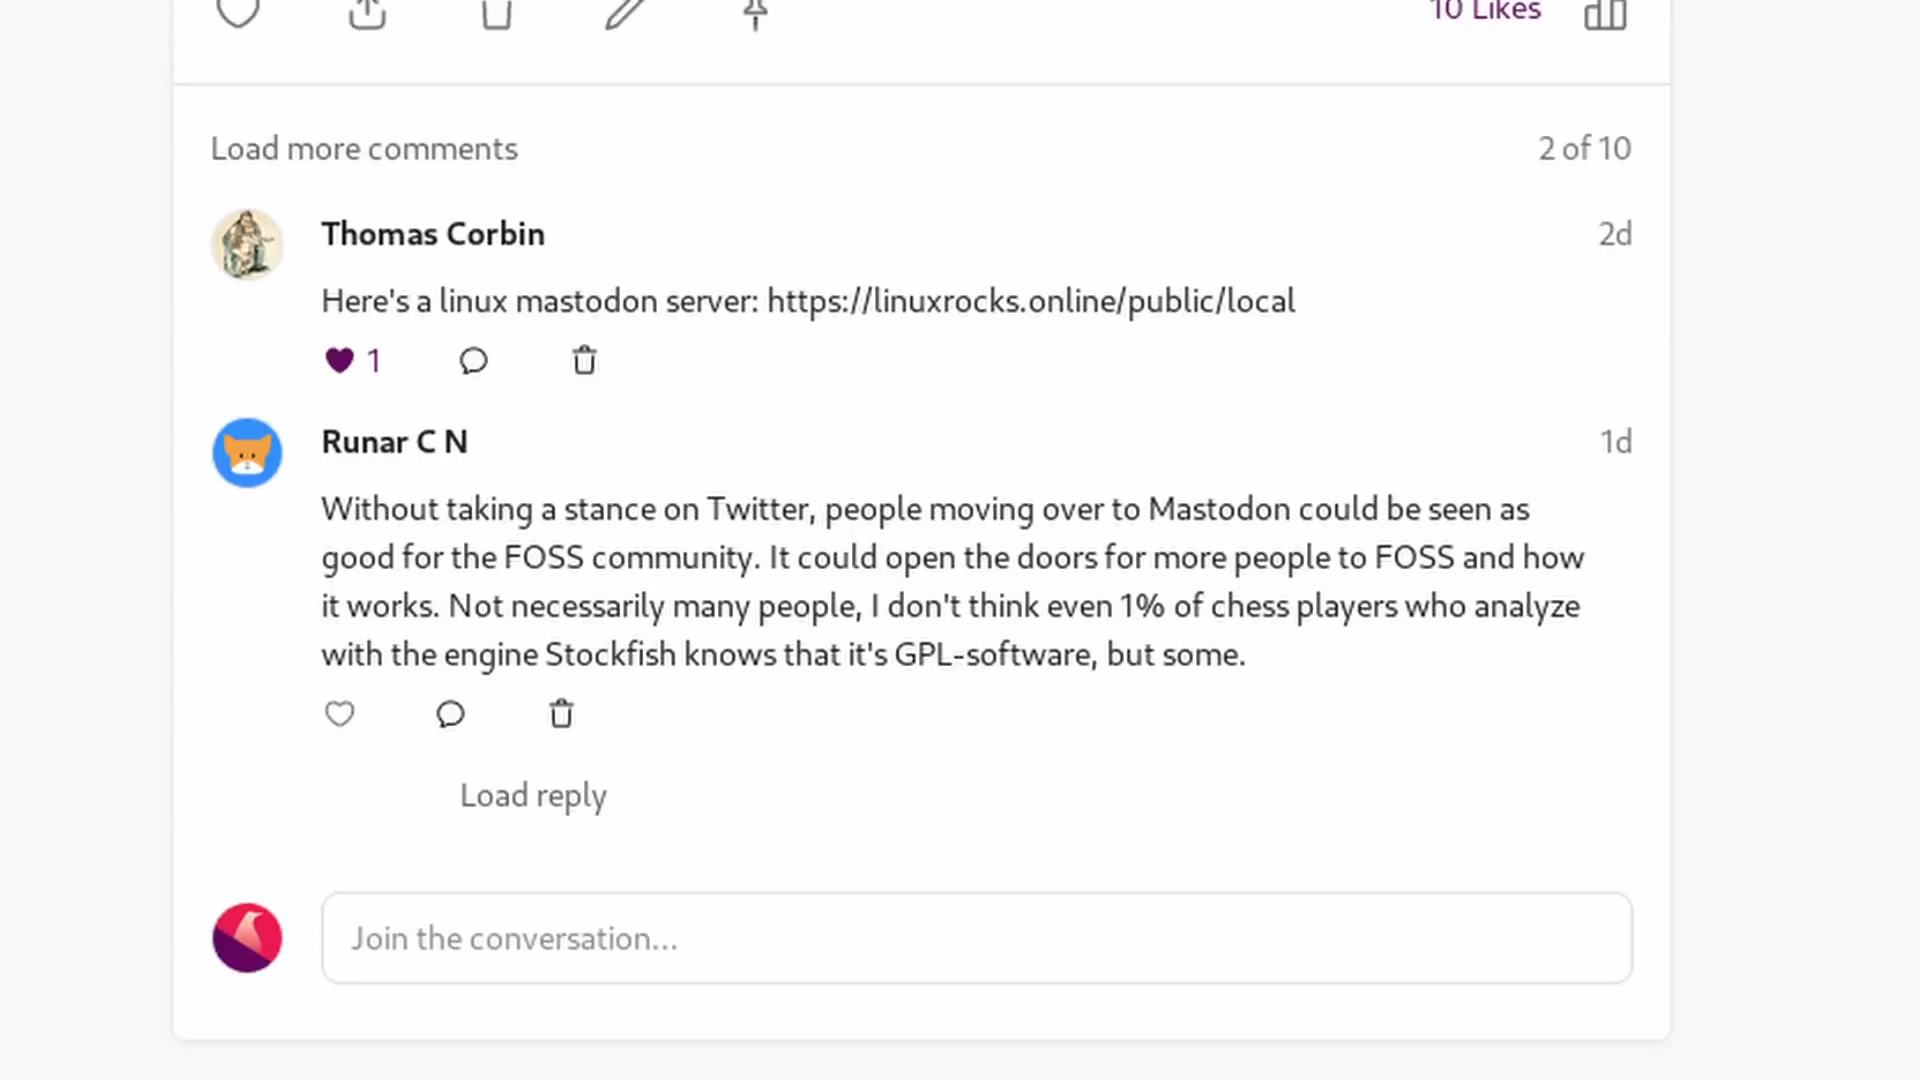 10 Likes
Load more comments
2 of 10
Thomas Corbin
2d
Here's a linux mastodon server: https://linuxrocks.online/public/local
1
Runar C N
1d
Without taking a stance on Twitter, people moving over to Mastodon could be seen as
good for the FOSS community. It could open the doors for more people to FOSS and how
it works. Not necessarily many people, I don't think even 1% of chess players who analyze
with the engine Stockfish knows that it's GPL-software, but some.
Load reply
Join the conversation...